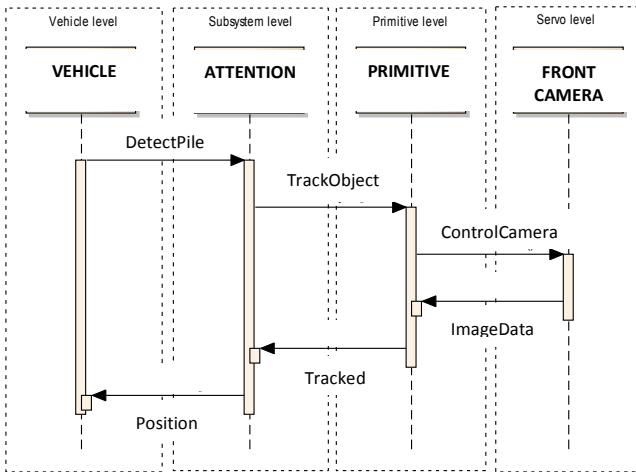 Vehicle level
Subsystem level
Primitive level
Servo level
VEHICLE
ATTENTION
PRIMITIVE
FRONT
CAMERA
DetectPile
TrackObject
ControlCamera
ImageData
Tracked
Position